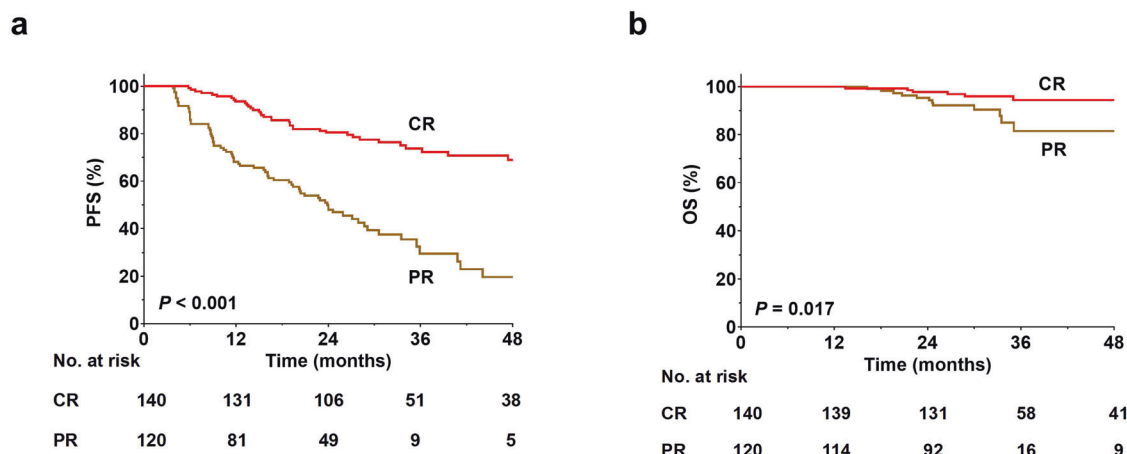 a
100
80
60
40
20
0
PFS (%)
CR
PR
P < 0.001
0 12 24 36 48
Time (months)
No. at risk
CR 140 131 106 51 38
PR 120 81 49 9 5
b
100
80
60
40
20
0
OS (%)
CR
PR
P = 0.017
0 12 24 36 48
Time (months)
No. at risk
CR 140 139 131 58 41
PR 120 114 92 16 9